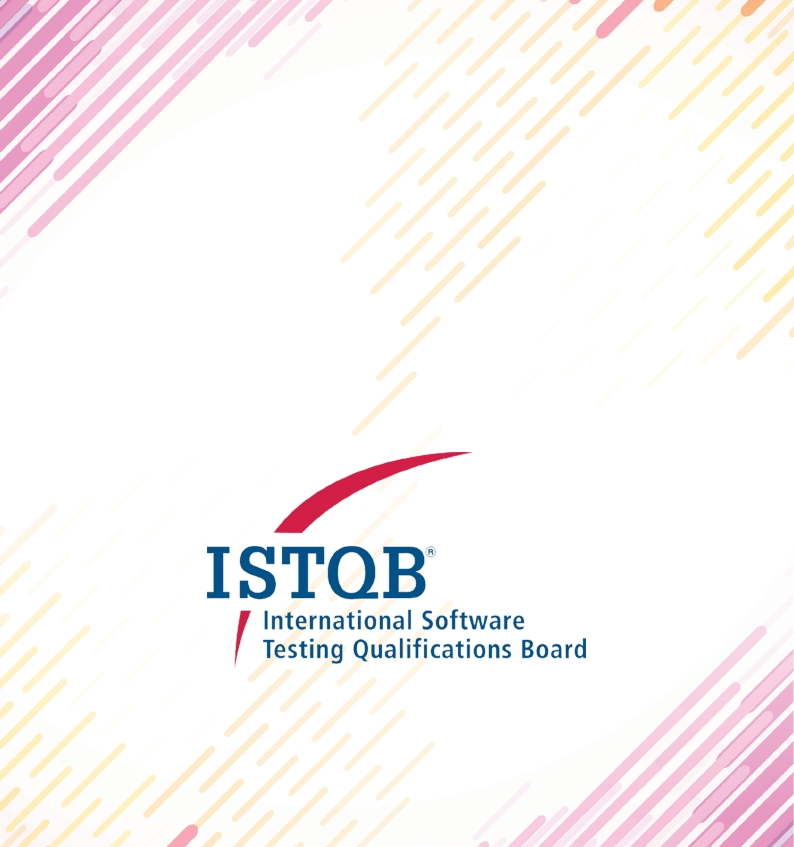 ISTQB®
International Software
Testing Qualifications Board